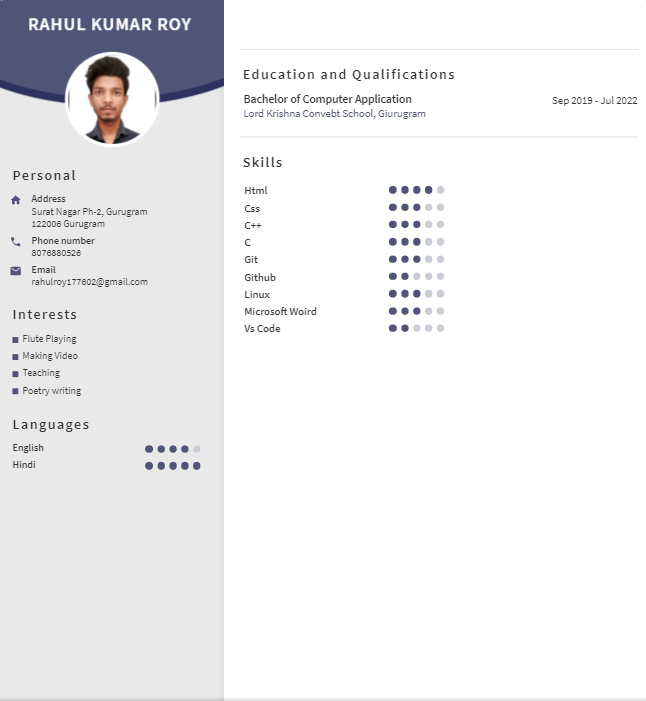 RAHUL KUMAR ROY
Personal
Address
Surat Nagar Ph-2, Gurugram
122006 Gurugram
Phone number
8076880526
Email
rahulroy177602@gmail.com
Interests
Flute Playing
Making Video
Teaching
Poetry writing
Languages
English
Hindi
Education and Qualifications
Bachelor of Computer Application Sep 2019 - Jul 2022
Lord Krishna Convebt School, Giurugram
Skills
Html
Css
C++
C
Git
Github
Linux
Microsoft Woird
Vs Code